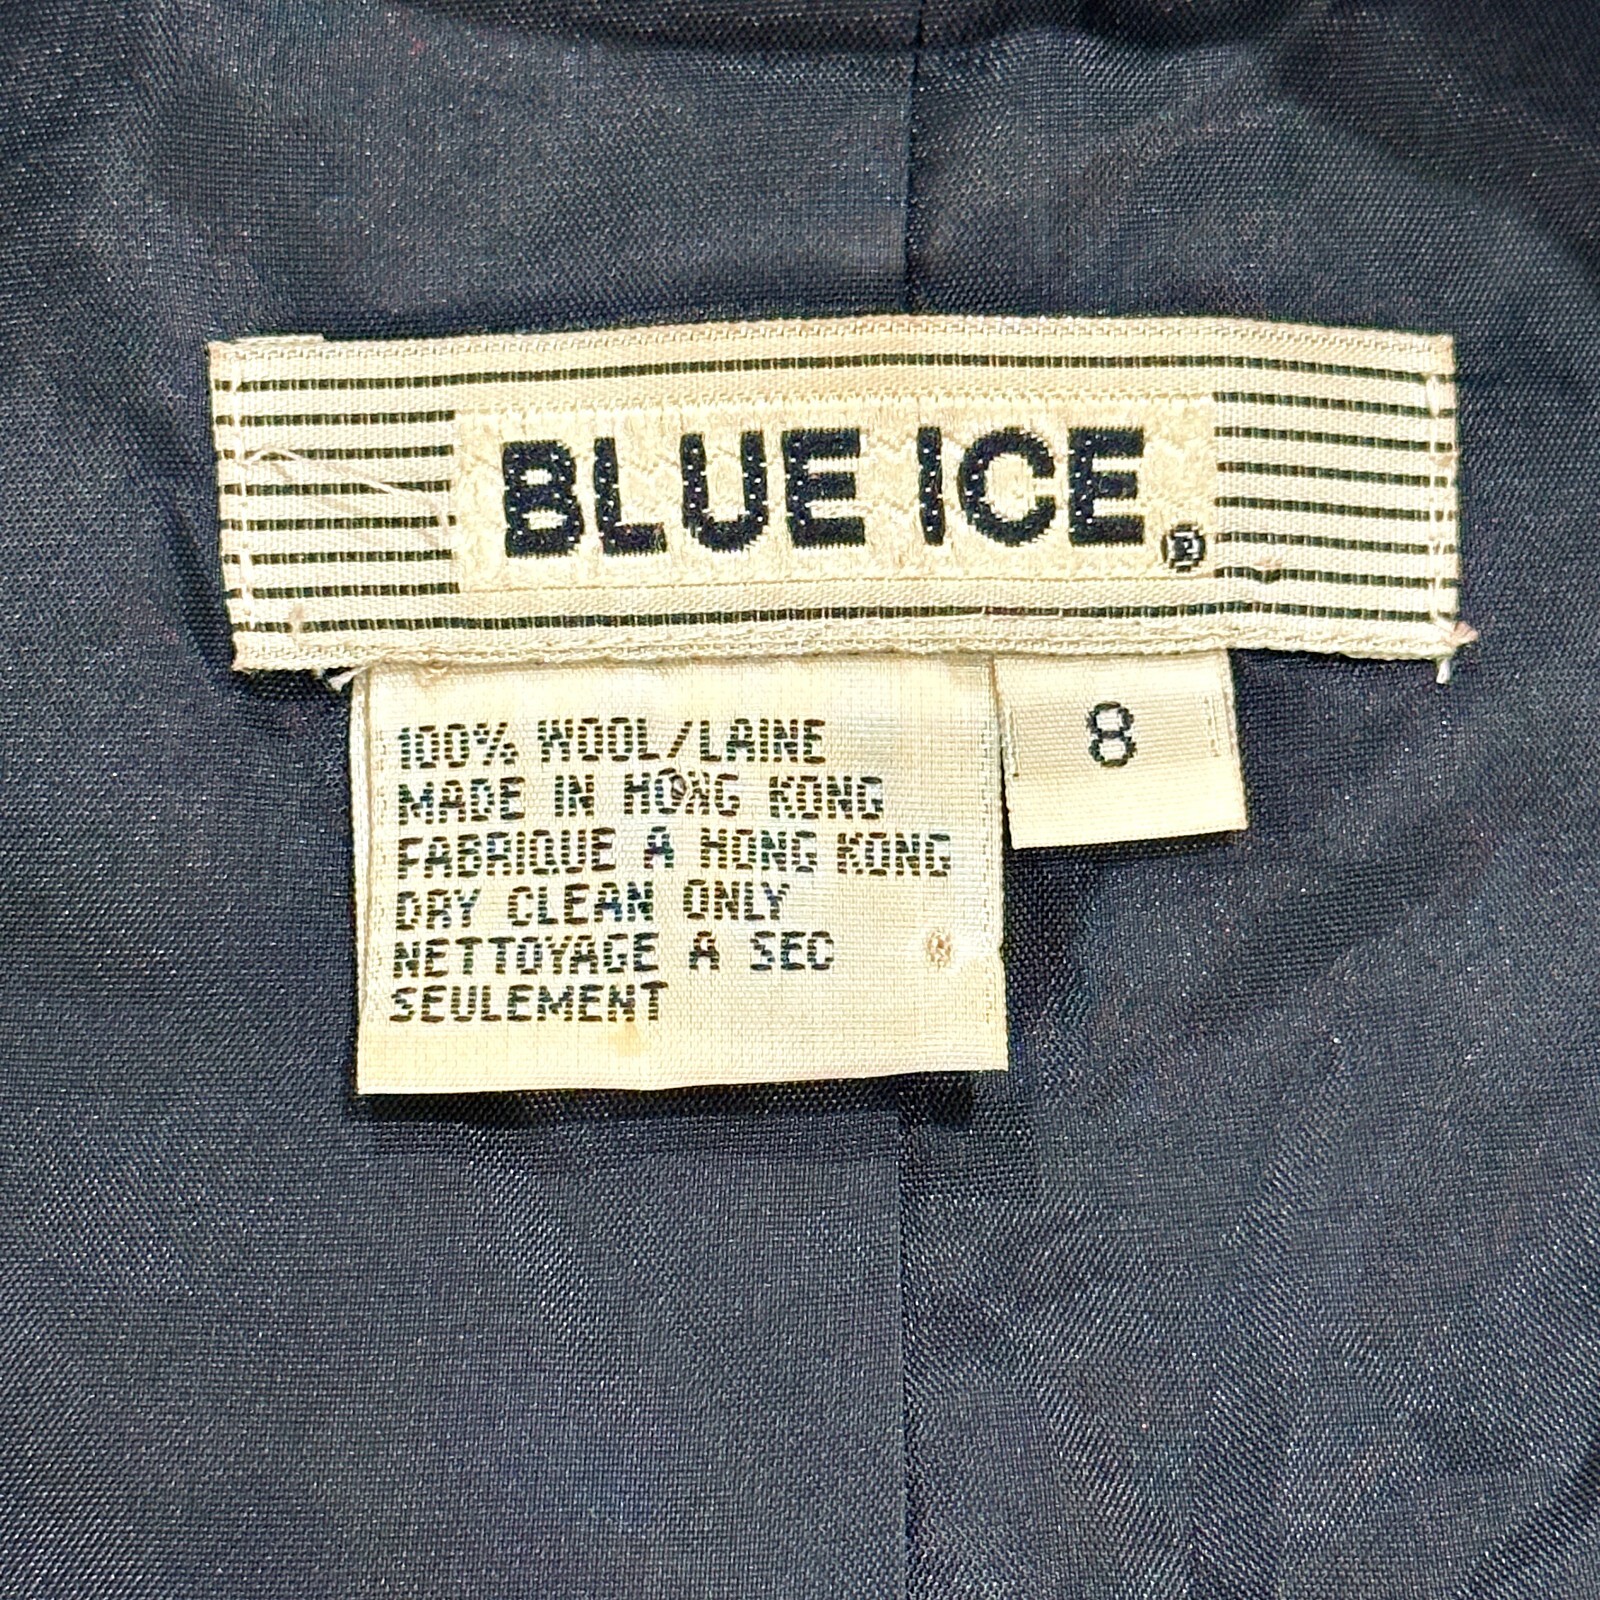 BLUE ICE®
8
100% WOOL/LAINE
MADE IN HONG KONG
FABRIQUE A HONG KONG
DRY CLEAN ONLY
NETTOYAGE A SEC
SEULEMENT